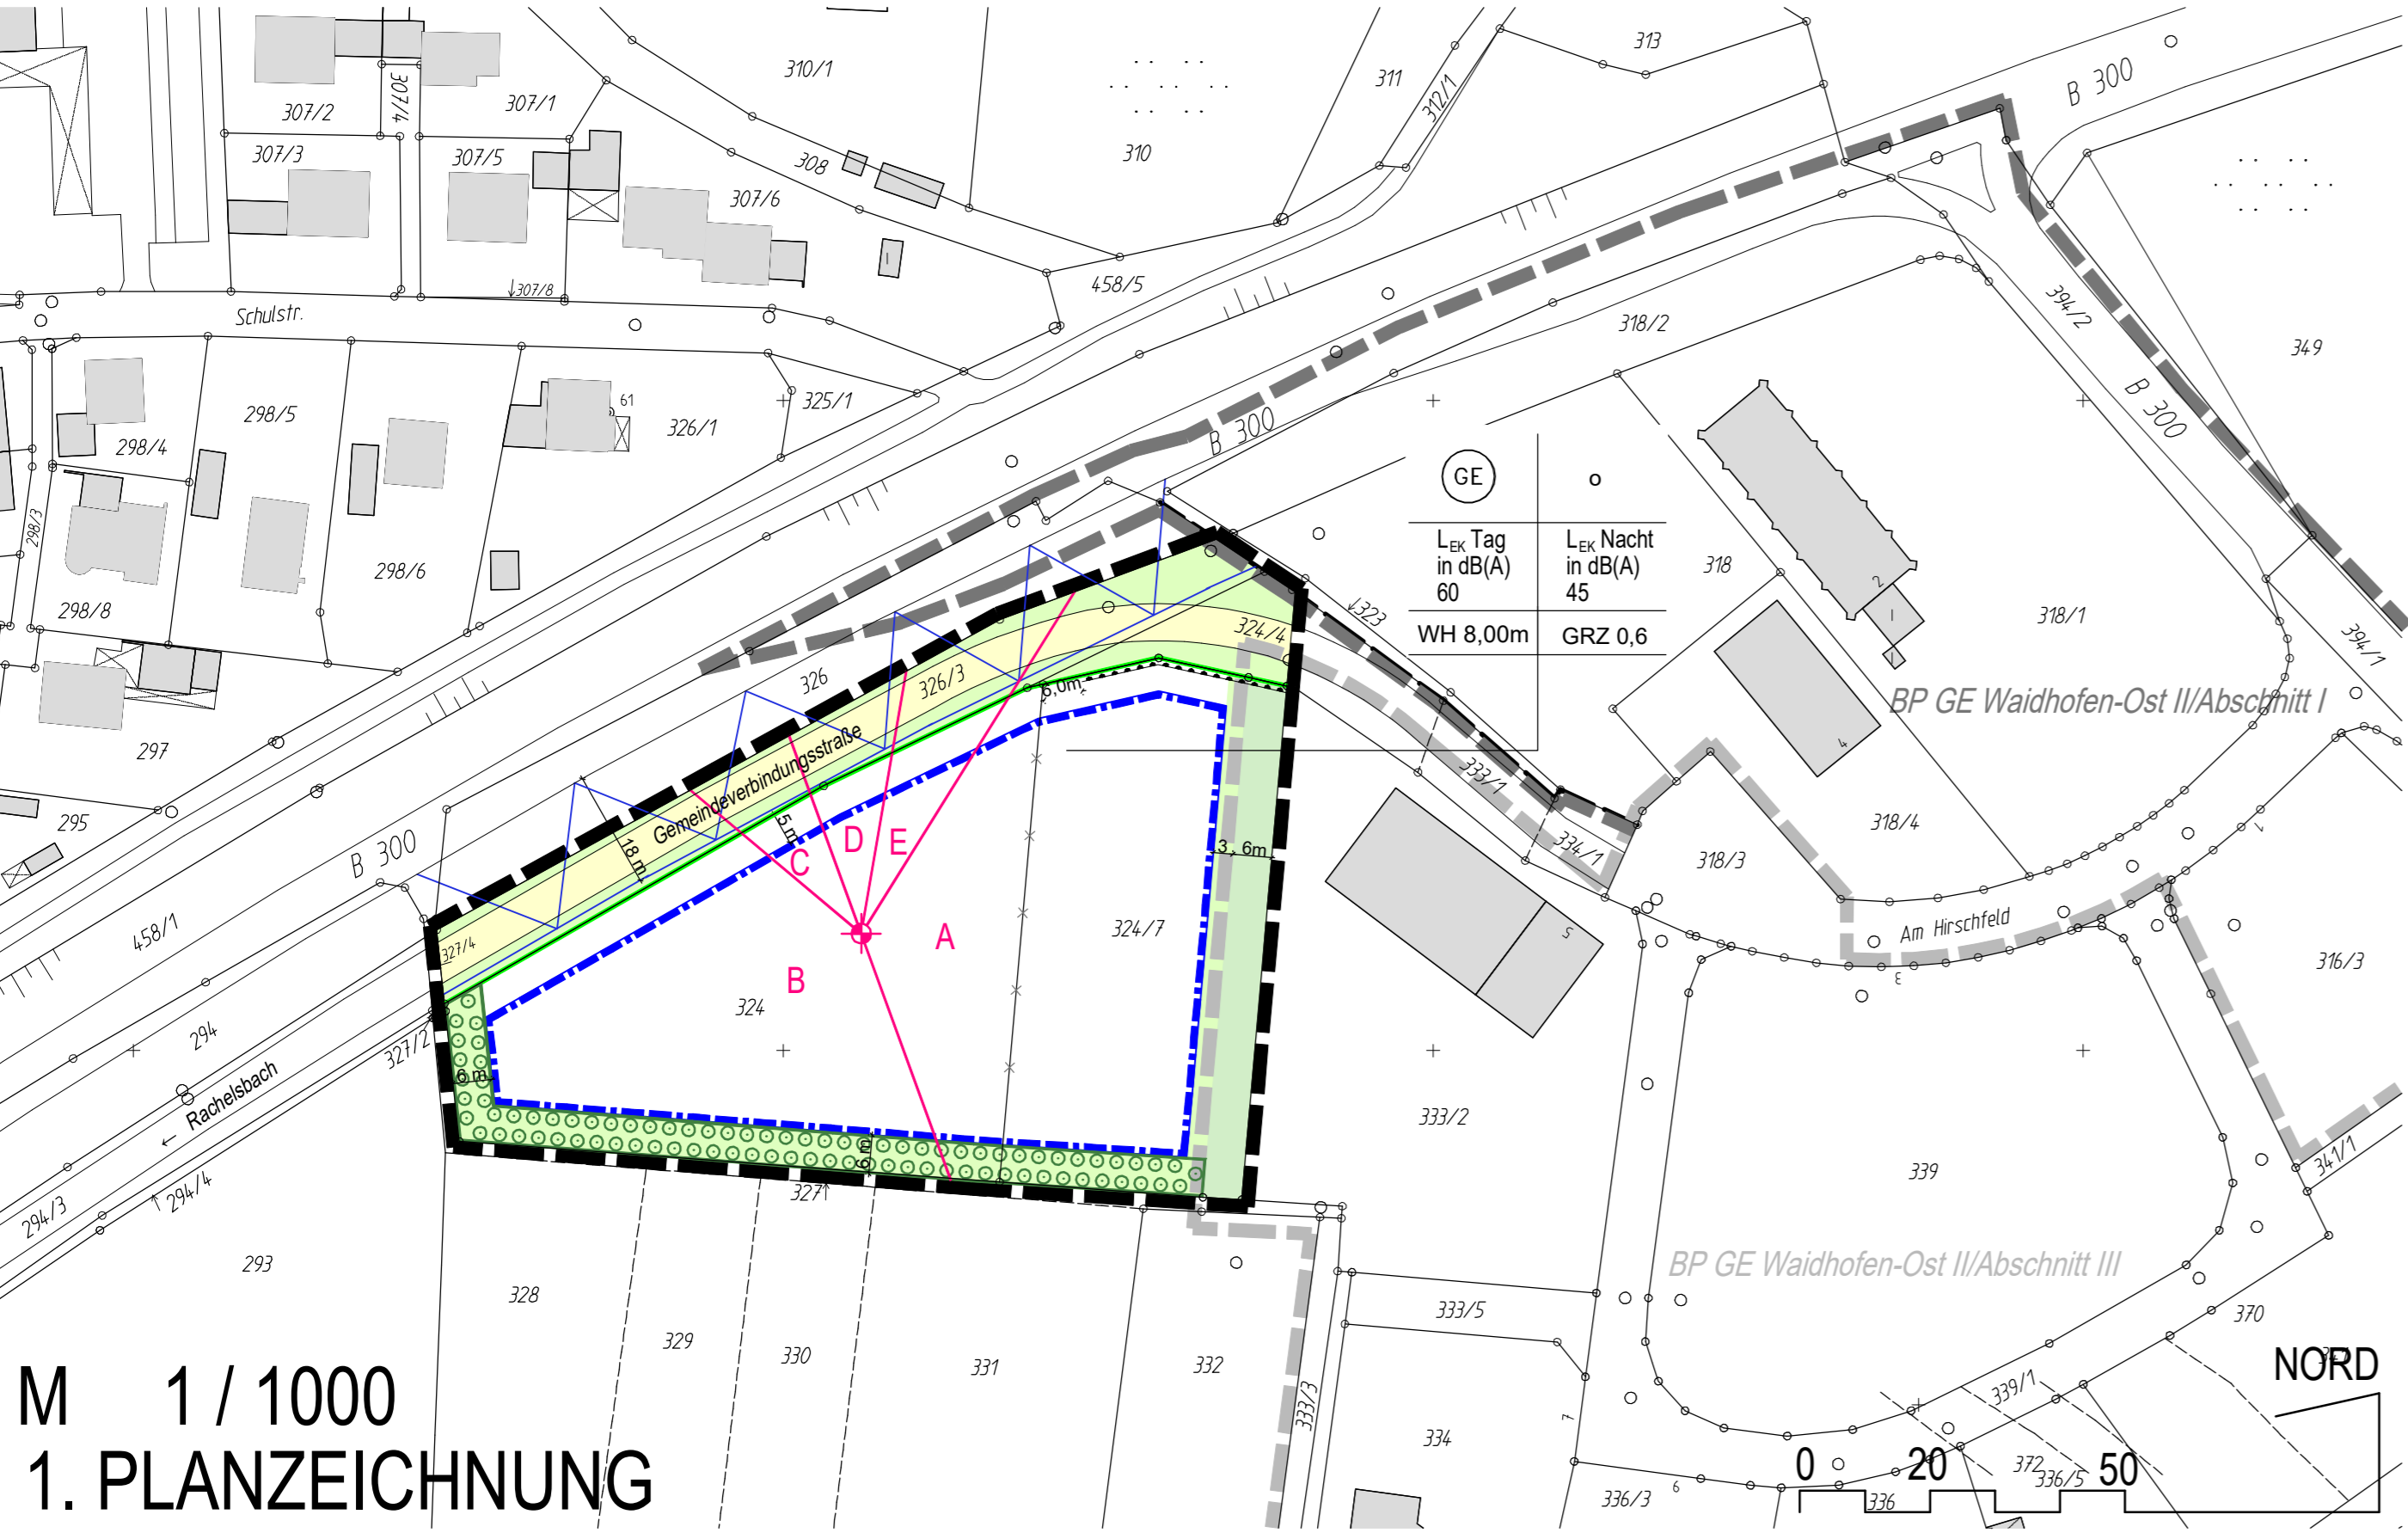 313
310/1
311
B 300
307/2
307/4
307/1
312/1
307/3
307/5
308
310
307/6
↓307/8
458/5
Schulstr.
318/2
394/2
349
298/5
61
325/1
326/1
298/4
B 300
B 300
GE
o
LEK Tag
in dB(A)
60
LEK Nacht
in dB(A)
45
WH 8,00m
GRZ 0,6
298/3
298/6
298/8
318
2
318/1
↓323
324/4
394/1
326
326/3
6,0m
BP GE Waidhofen-Ost II/Abschnitt I
297
4
Gemeindeverbindungsstraße
333/1
295
B 300
18 m
5 m
D
E
C
3
6m
334/1
318/3
318/4
1
458/1
327/4
A
324/7
5
Am Hirschfeld
316/3
B
3
324
294
327/2
6 m
← Rachelsbach
333/2
6 m
339
341/1
294/3
↑ 294/4
327↑
293
328
BP GE Waidhofen-Ost II/Abschnitt III
333/5
370
329
330
331
332
NORD
M 1 / 1000
333/3
339/1
7
334
1. PLANZEICHNUNG
0
20
50
372
336/5
336/3
6
336